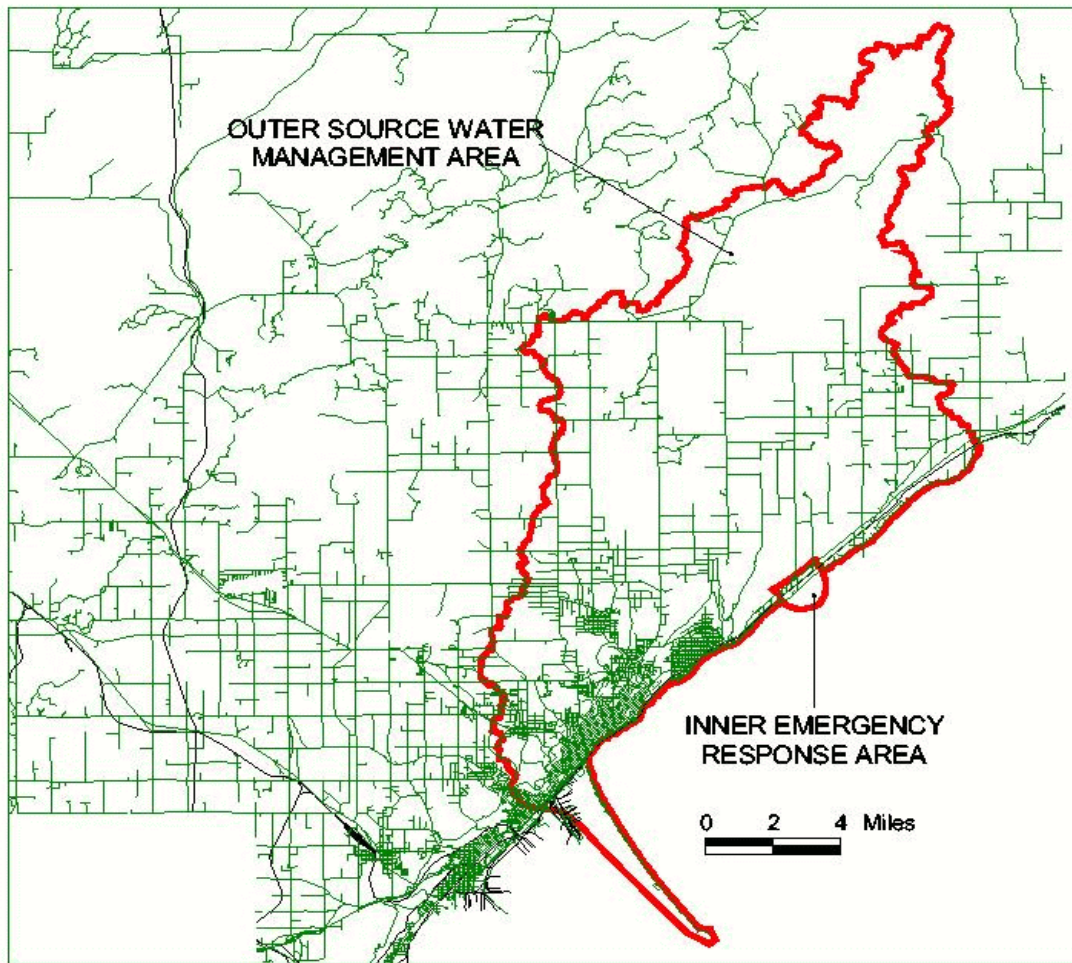 OUTER SOURCE WATER
MANAGEMENT AREA
INNER EMERGENCY
RESPONSE AREA
0 2 4 Miles